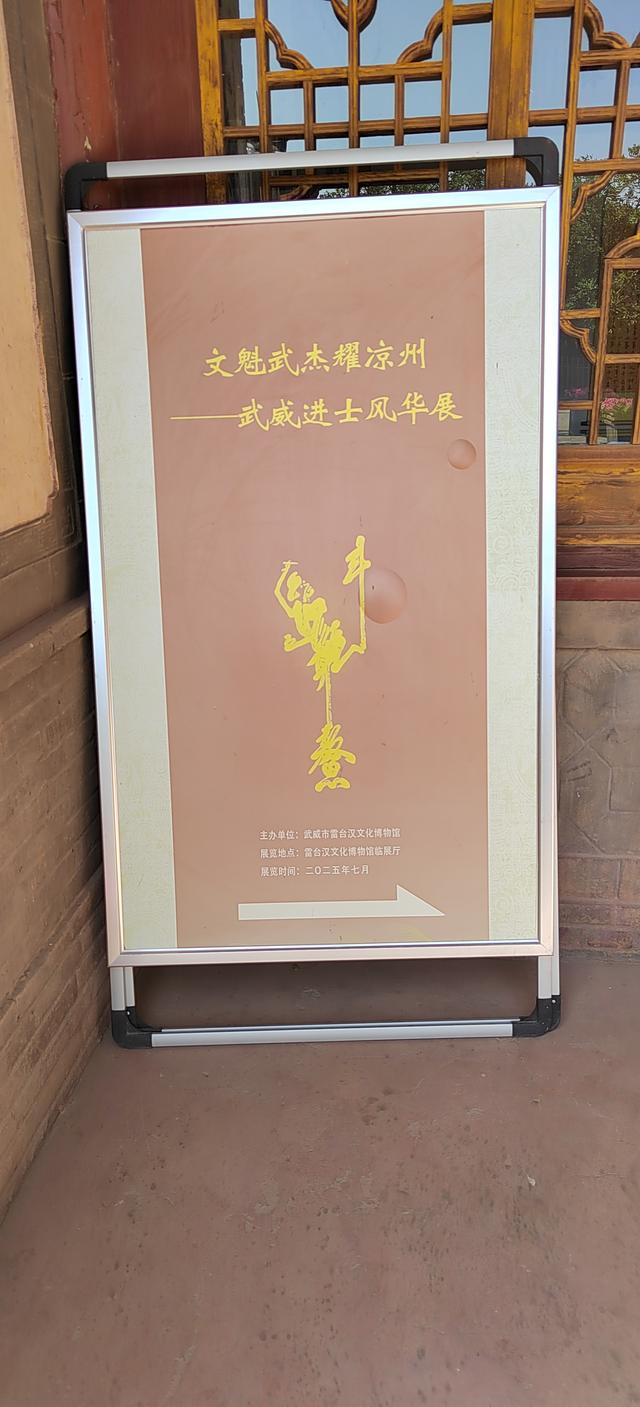 文魁武杰耀凉州
——武威进士风华展
斗
鳌
主办单位：武威市雷台汉文化博物馆
展览地点：雷台汉文化博物馆临展厅
展览时间：二〇二五年七月